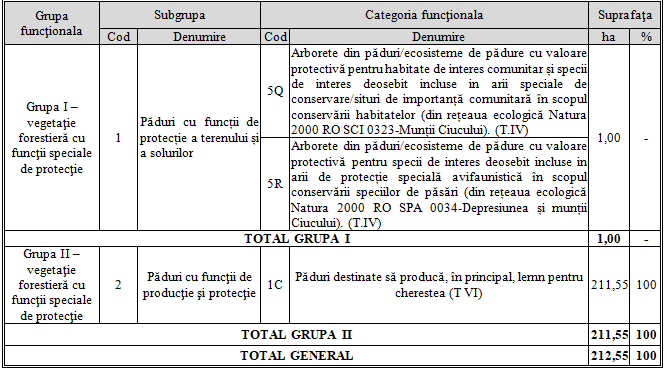 Grupa funcțională Subgrupa Categoria funcțională Suprafața
Cod Denumire Cod Denumire ha %
Grupa I –
vegetație
forestieră cu
funcții speciale
de protecție
1
Păduri cu funcții de
protecție a terenului și
a solurilor
5Q
Arborete din păduri/ecosisteme de pădure cu valoare
protectivă pentru habitate de interes comunitar și specii
de interes deosebit incluse in arii speciale de
conservare/situri de importanță comunitară în scopul
conservării habitatelor (din rețeaua ecologică Natura
2000 RO SCI 0323-Munții Ciucului). (T.IV)
5R
Arborete din păduri/ecosisteme de pădure cu valoare
protectivă pentru specii de interes deosebit incluse in
arii de protecție specială avifaunistică în scopul
conservării speciilor de păsări (din rețeaua ecologică
Natura 2000 RO SPA 0034-Depresiunea și munții
Ciucului). (T.IV)
1,00 -
TOTAL GRUPA I 1,00 -
Grupa II –
vegetație
forestieră cu
funcții speciale
de protecție
2
Păduri cu funcții de
producție și protecție
1C
Păduri destinate să producă, în principal, lemn pentru
cherestea (T VI)
211,55 100
TOTAL GRUPA II 211,55 100
TOTAL GENERAL 212,55 100